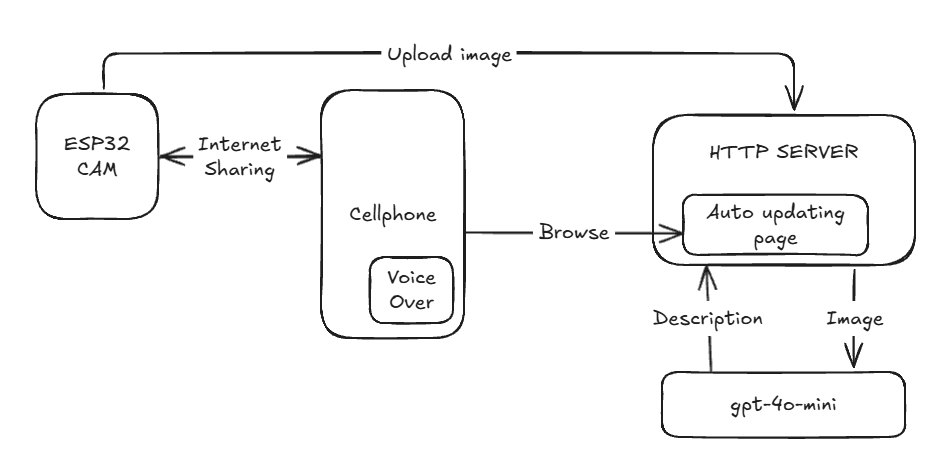 Upload image
ESP32
CAM
Internet
Sharing
Cellphone
Voice
Over
Browse
HTTP SERVER
Auto updating
page
Description
Image
gpt-4o-mini